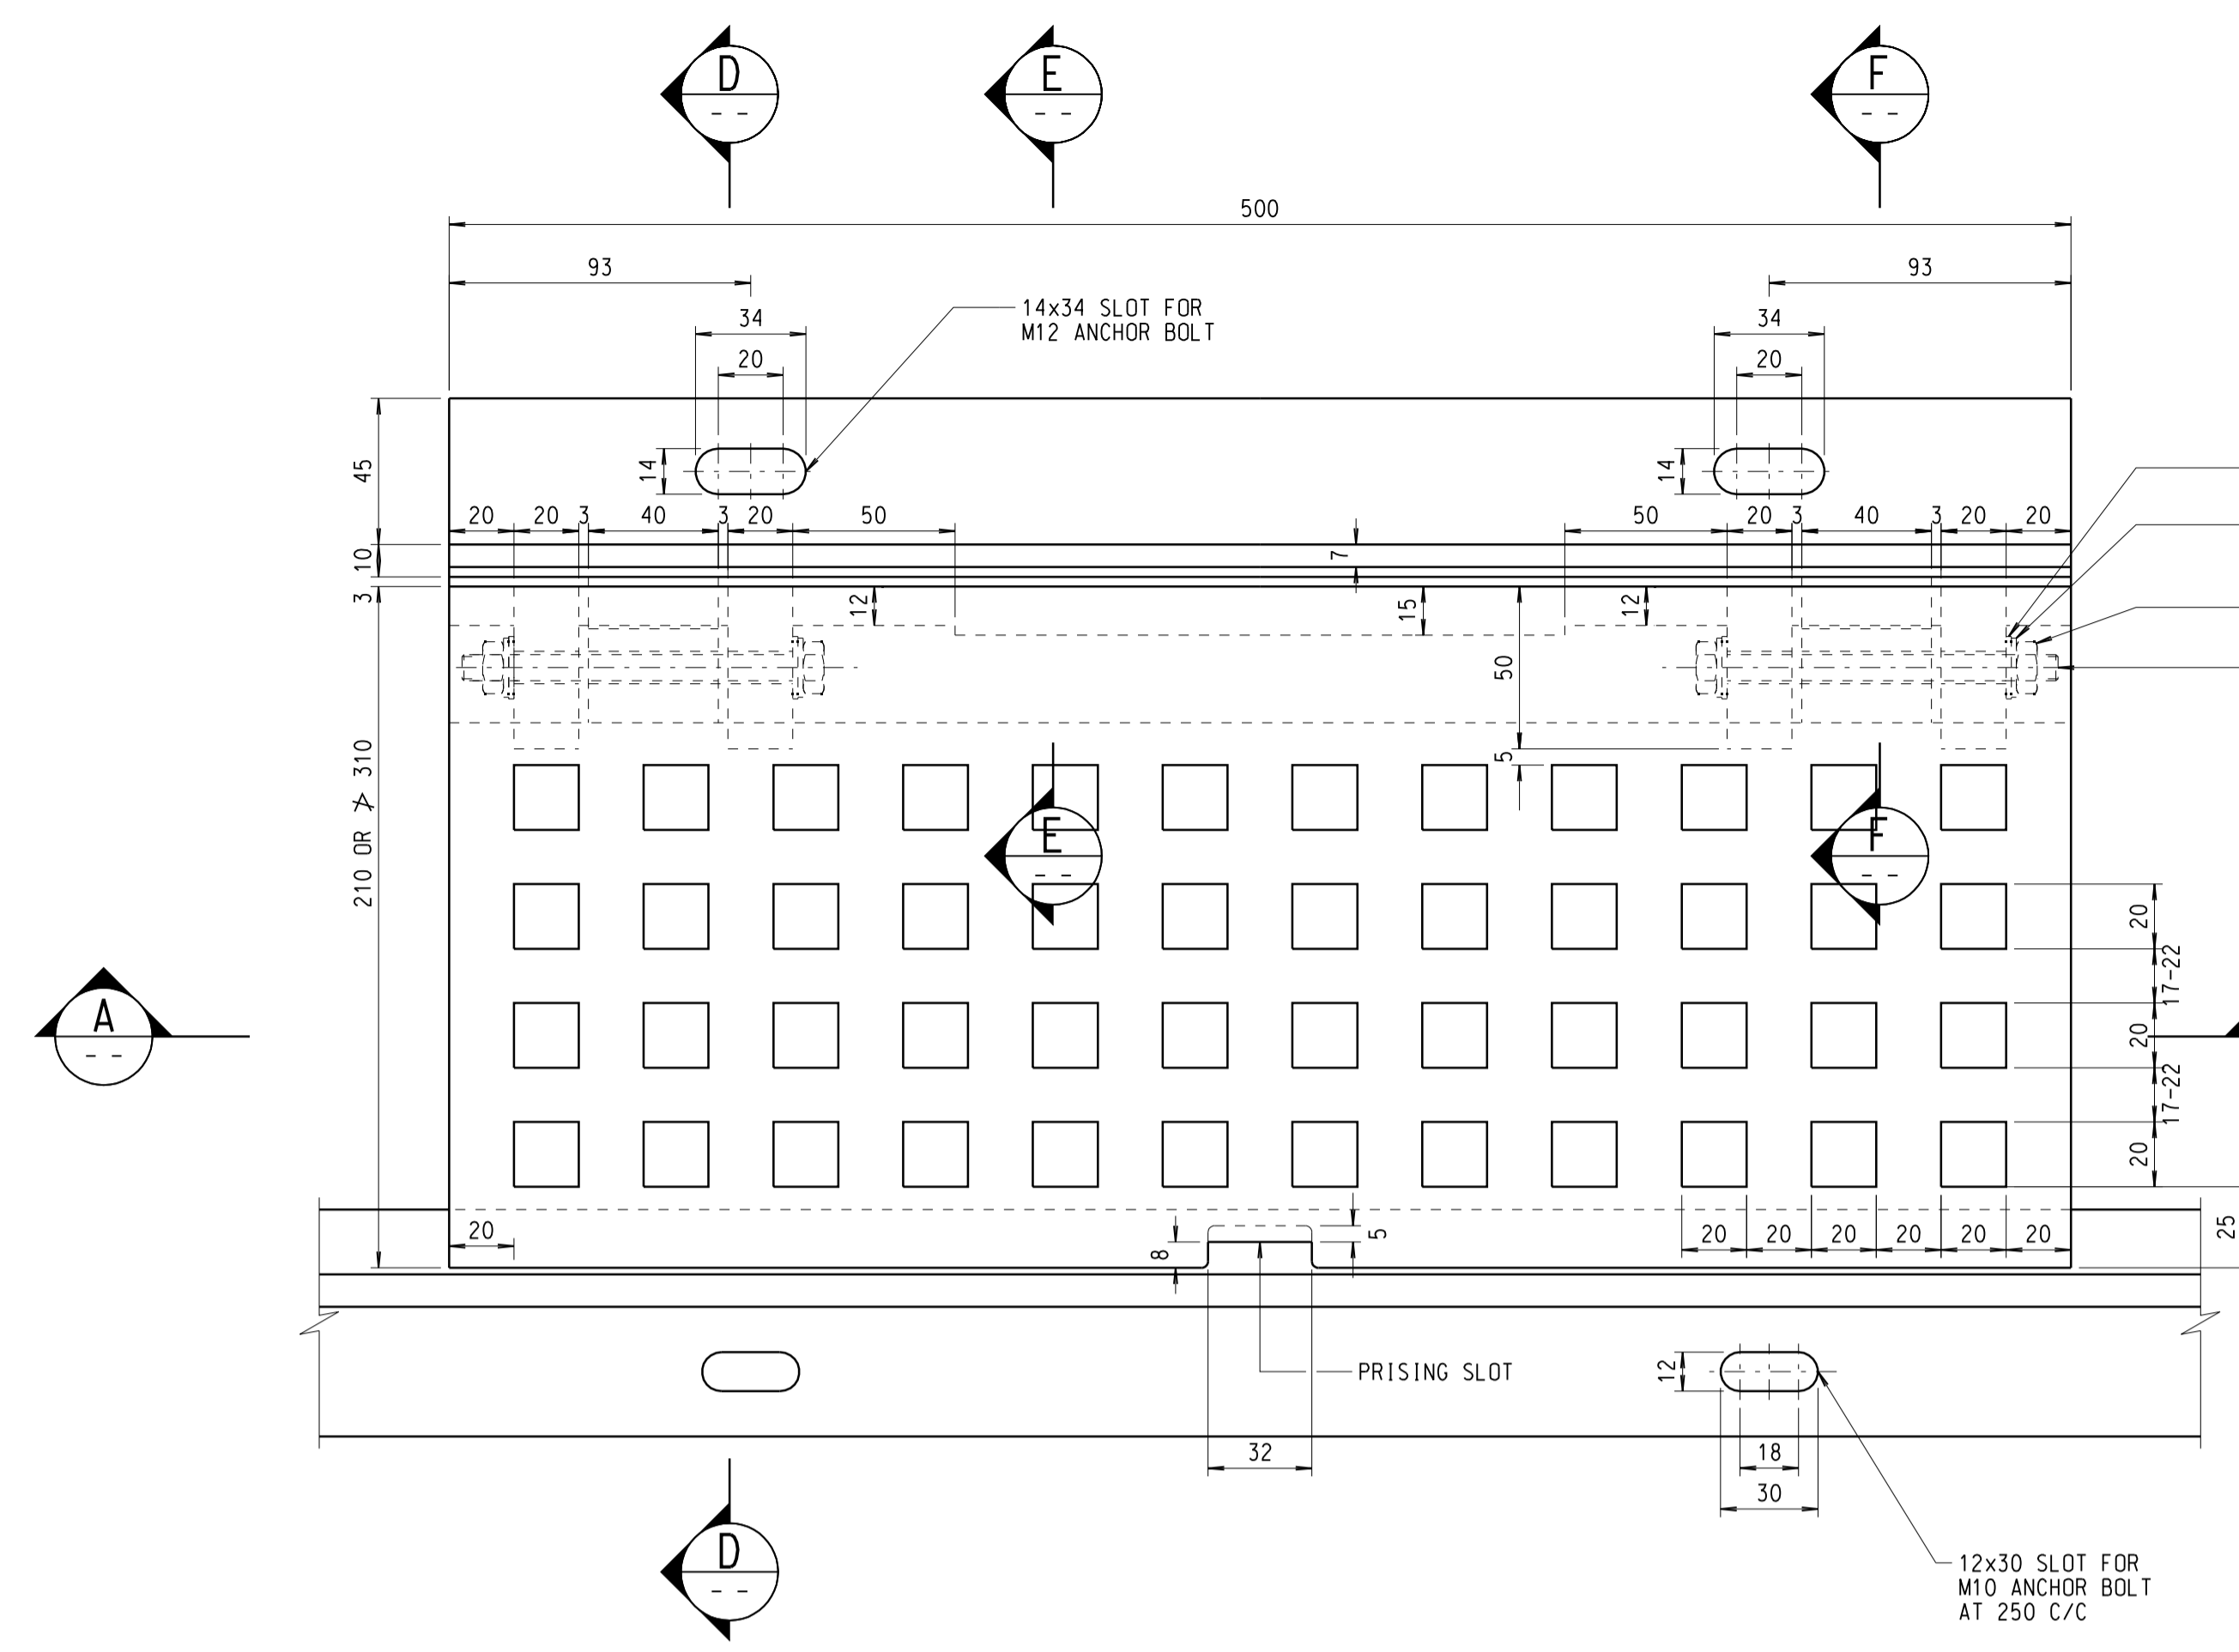 D
- -
E
- -
F
- -
500
93
93
14x34 SLOT FOR
M12 ANCHOR BOLT
34
34
20
20
14
14
45
20 20 3 40 3 20 50
50 20 3 40 3 20 20
10
7
3
12
15
12
50
5
210 OR ≯ 310
E
- -
F
- -
20
17-22
20
17-22
20
A
- -
20
5
8
20 20 20 20 20 20
25
PRISING SLOT
12
32
18
30
D
- -
12x30 SLOT FOR
M10 ANCHOR BOLT
AT 250 C/C